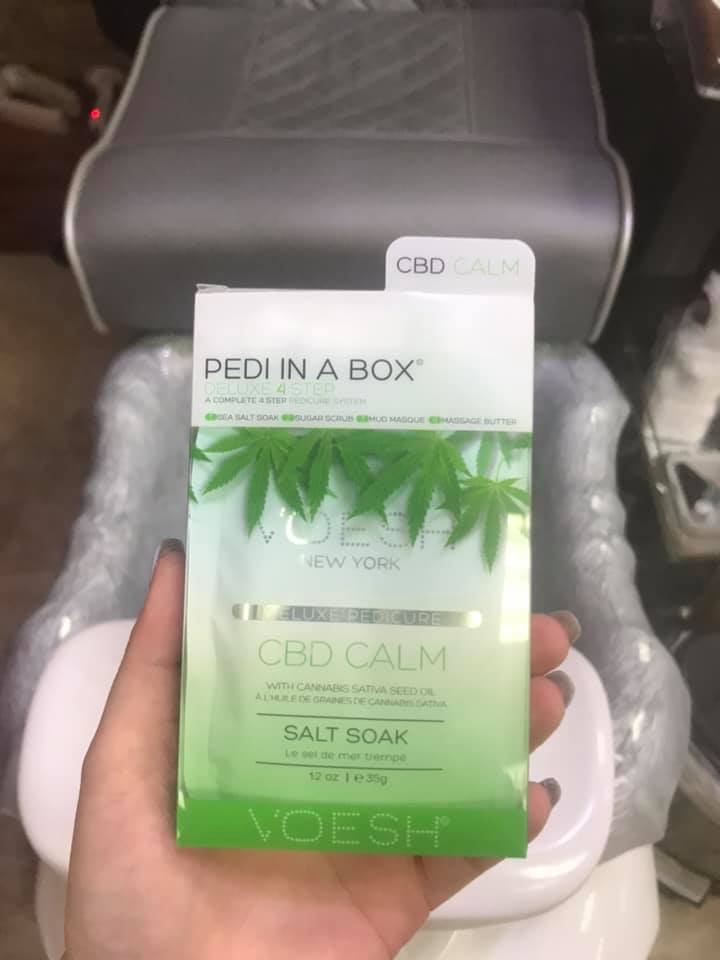 CBD CALM
PEDI IN A BOX®
DELUXE 4 STEP
A COMPLETE 4 STEP PEDICURE SYSTEM
SEA SALT SOAK SUGAR SCRUB MUD MASQUE MASSAGE BUTTER
VOESH
NEW YORK
DELUXE PEDICURE
CBD CALM
WITH CANNABIS SATIVA SEED OIL
À L'HUILE DE GRAINES DE CANNABIS SATIVA
SALT SOAK
Le sel de mer trempé
1.2 oz | e 35g
VOESH®